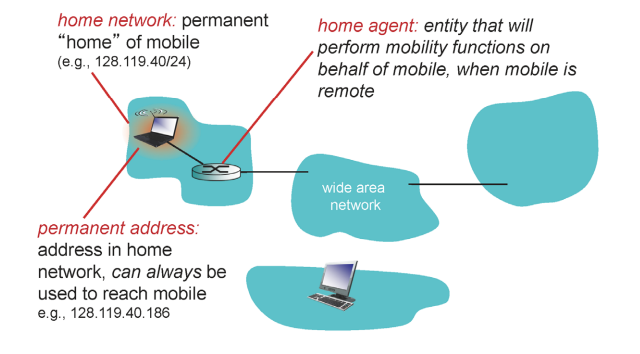 home network: permanent
“home” of mobile
(e.g., 128.119.40/24)
home agent: entity that will
perform mobility functions on
behalf of mobile, when mobile is
remote
wide area
network
permanent address:
address in home
network, can always be
used to reach mobile
e.g., 128.119.40.186